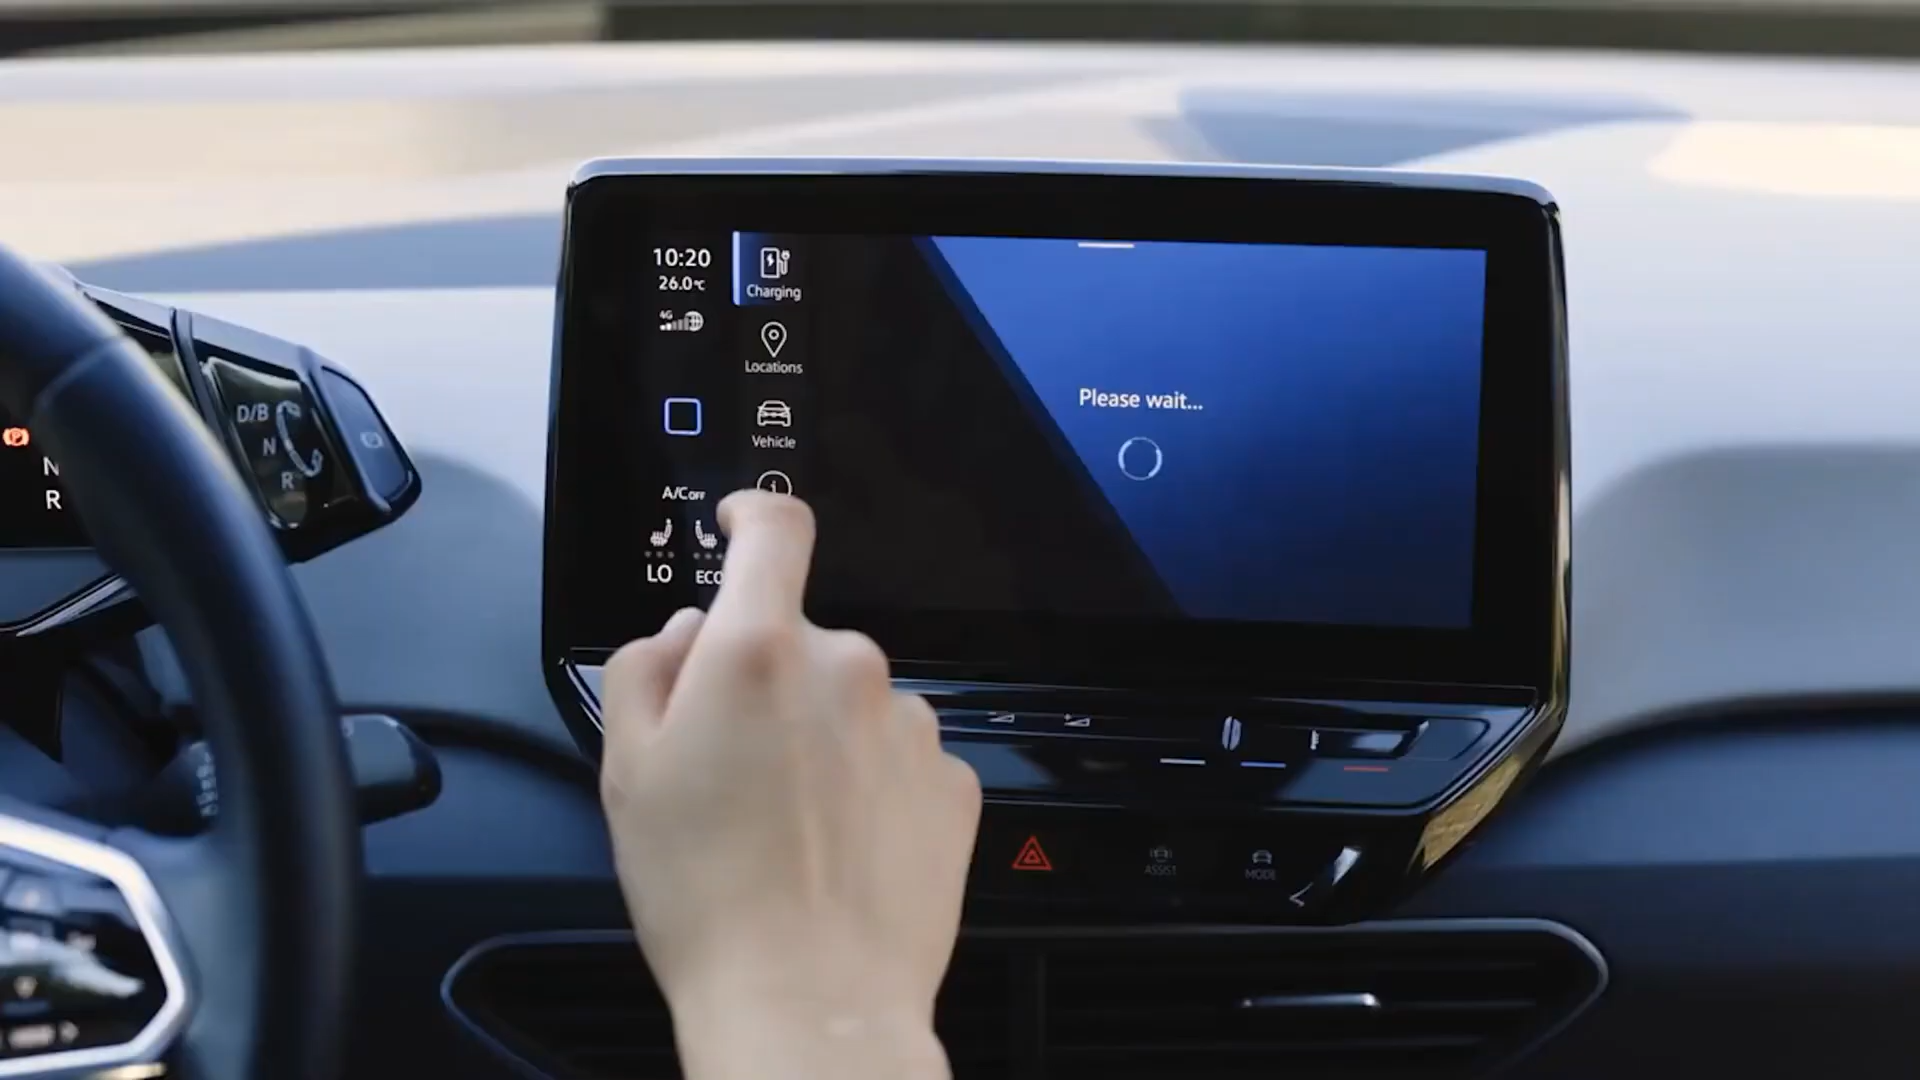 10:20
26.0°C
4G
Charging
Locations
Vehicle
Please wait...
A/C OFF
LO
ECO
D/B
N
R
N
R
P
ASSIST
MODE